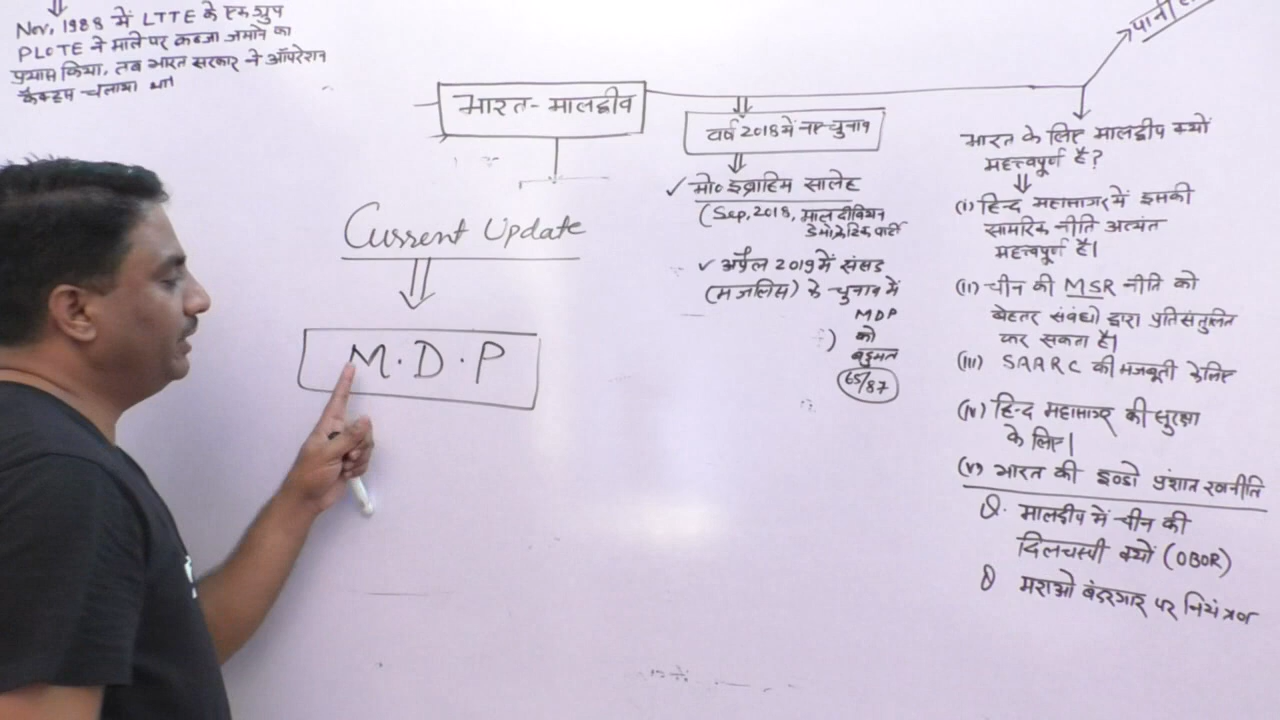 Nov, 1988 में LTTE के एक ग्रुप
PLOTE ने माले पर कब्जा जमाने का
प्रयास किया, तब भारत सरकार ने ऑपरेशन
कैक्टस चलाया था
पानी
भारत-मालद्वीव
वर्ष 2018 में नए चुनाव
✓ मो० इब्राहिम सालेह
(Sep, 2018, मालदीवियन
डेमोक्रेटिक पार्टी
✓ अप्रैल 2019 में संसद
(मजलिस) के चुनाव में
MDP
को
बहुमत
65/87
Current Update
M.D.P
भारत के लिए मालद्वीप क्यों
महत्त्वपूर्ण है?
(i) हिन्द महासागर में इसकी
सामरिक नीति अत्यंत
महत्त्वपूर्ण है।
(ii) चीन की MSR नीति को
बेहतर संबंधो द्वारा प्रतिसंतुलित
कर सकता है।
(iii) SAARC की मजबूती के लिए
(iv) हिन्द महासागर की सुरक्षा
के लिए।
(v) भारत की इण्डो प्रशांत रणनीति
Q. मालदीप में चीन की
दिलचस्पी क्यों (OBOR)
मराओ बंदरगाह पर नियंत्रण